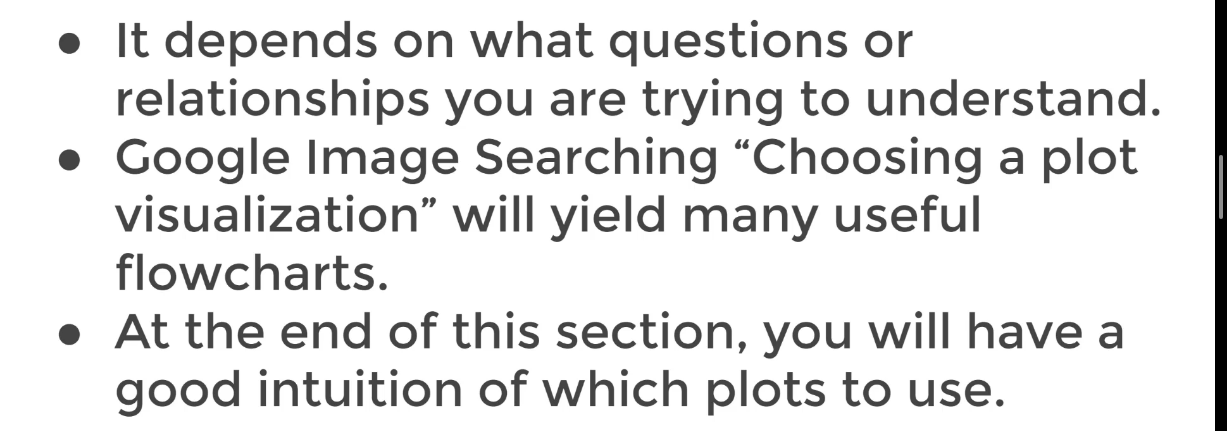 ● It depends on what questions or
relationships you are trying to understand.
● Google Image Searching “Choosing a plot
visualization” will yield many useful
flowcharts.
● At the end of this section, you will have a
good intuition of which plots to use.